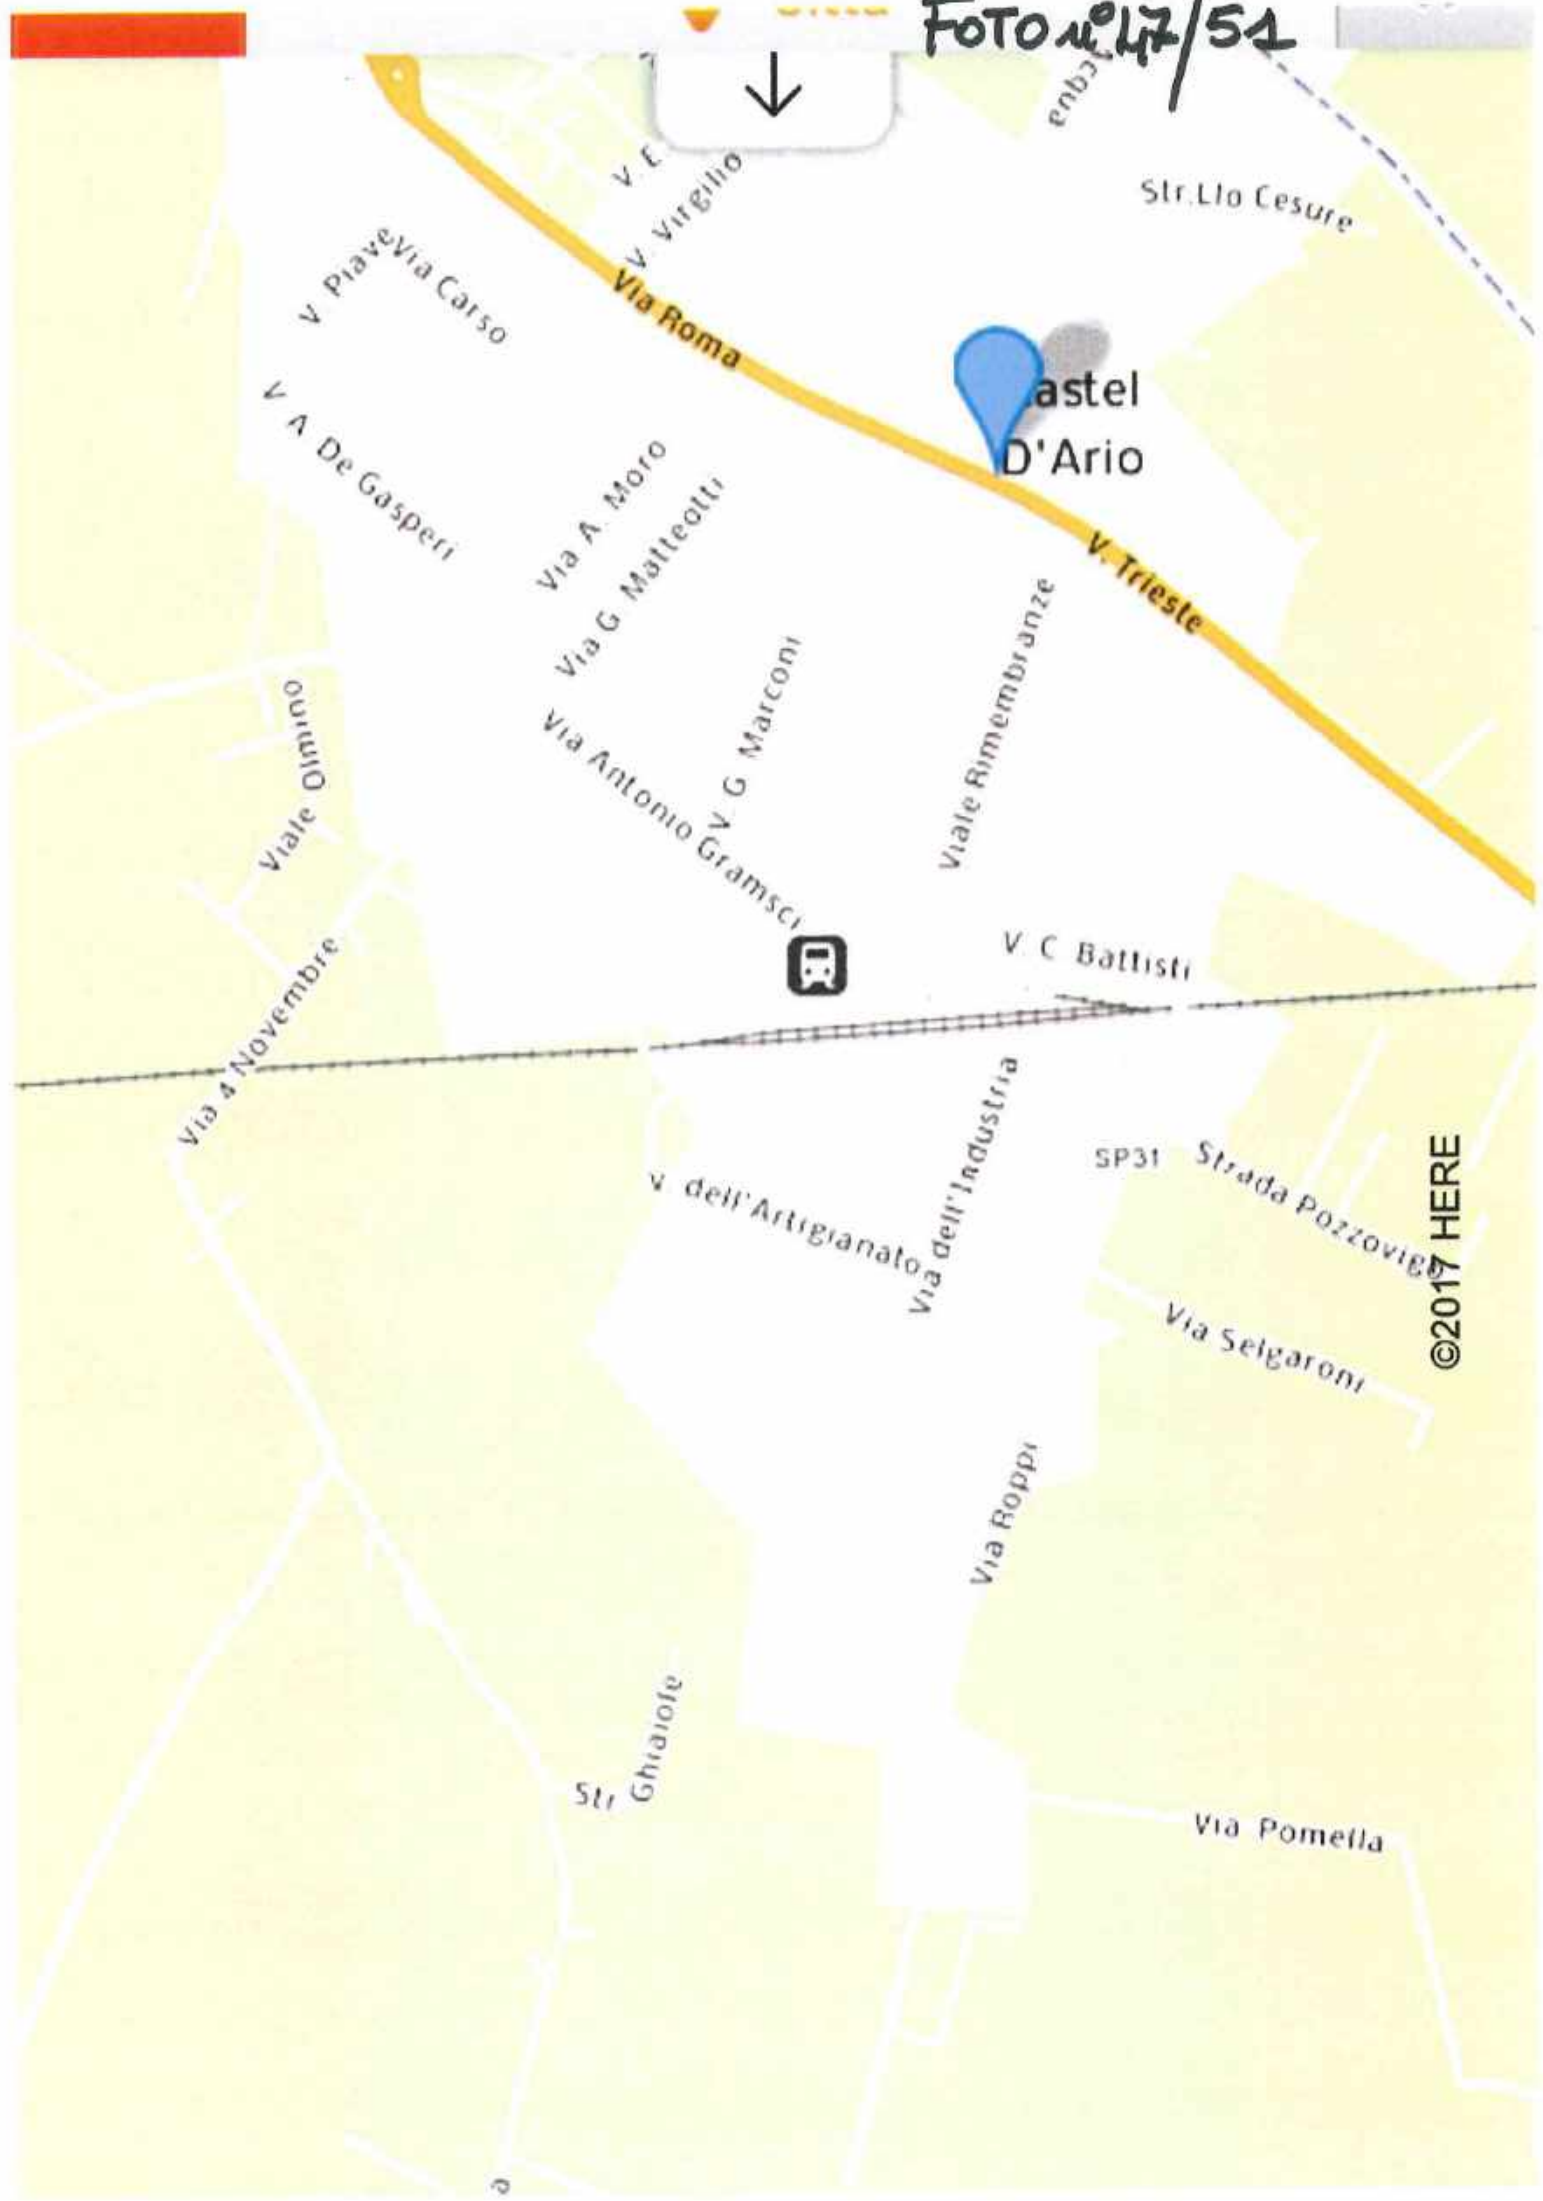 FOTO n° 47/51
V. E.
V. Virgilio
Str.Llo Cesure
V. Piave
Via Carso
Via Roma
Castel
D'Ario
V A De Gasperi
Via A. Moro
Via G Matteotti
V. Trieste
Viale Rimembranze
V G Marconi
Viale Olmino
Via Antonio Gramsci
V. C Battisti
Via 4 Novembre
Via dell'Industria
SP31
Strada Pozzovigo
V dell'Artigianato
©2017 HERE
Via Selgaroni
Via Roppi
Str Ghiaiole
Via Pomella
a